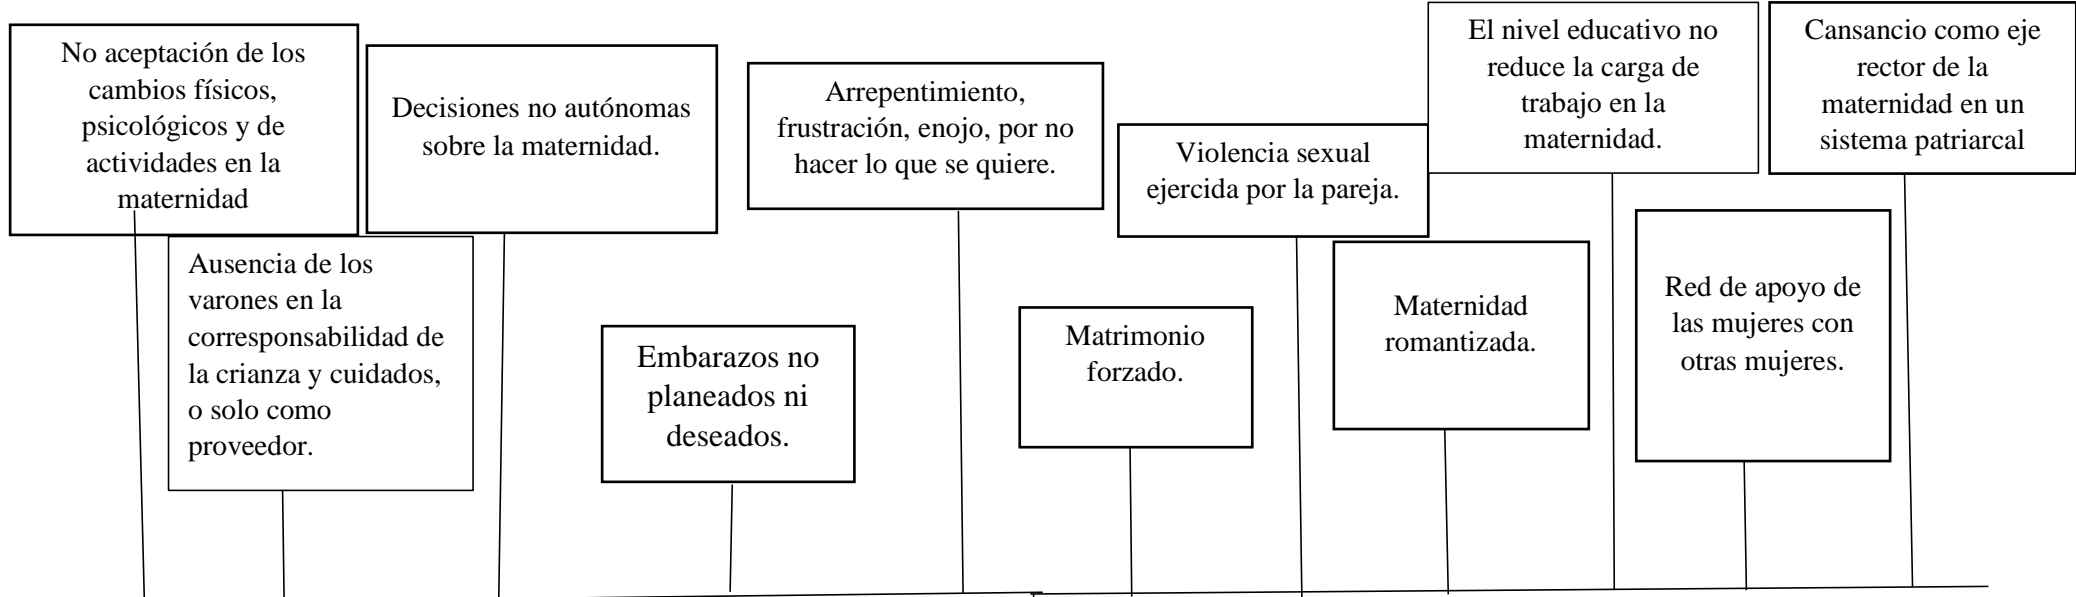 No aceptación de los
cambios físicos,
psicológicos y de
actividades en la
maternidad
Ausencia de los
varones en la
corresponsabilidad de
la crianza y cuidados,
o solo como
proveedor.
Decisiones no autónomas
sobre la maternidad.
Embarazos no
planeados ni
deseados.
Arrepentimiento,
frustración, enojo, por no
hacer lo que se quiere.
Matrimonio
forzado.
Violencia sexual
ejercida por la pareja.
Maternidad
romantizada.
El nivel educativo no
reduce la carga de
trabajo en la
maternidad.
Red de apoyo de
las mujeres con
otras mujeres.
Cansancio como eje
rector de la
maternidad en un
sistema patriarcal